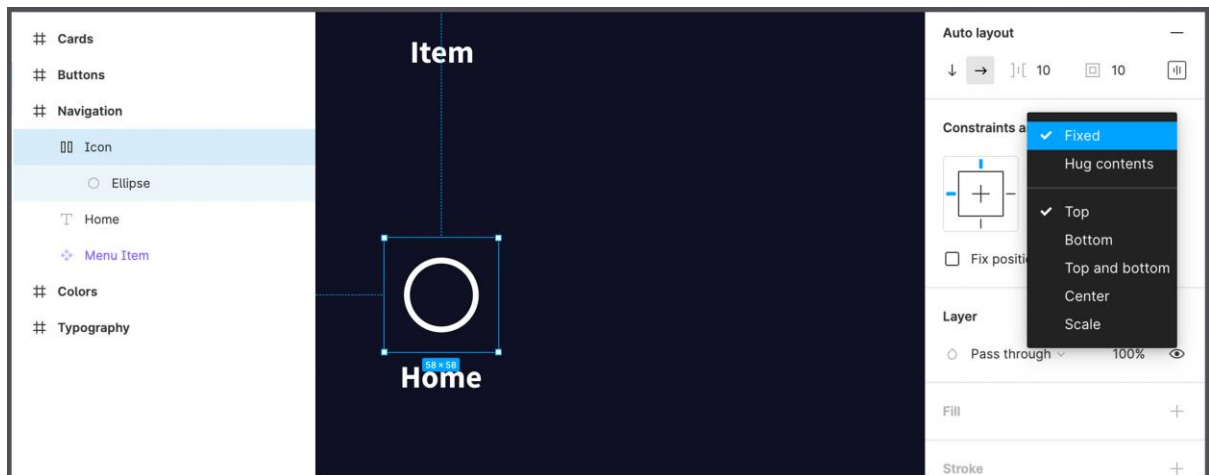 Cards
Buttons
Navigation
Icon
Ellipse
Home
Menu Item
Colors
Typography
Item
58 × 58
Home
Auto layout
10 10
Constraints a
Fixed
Hug contents
Top
Bottom
Top and bottom
Center
Scale
Fix positi
Layer
Pass through 100%
Fill
Stroke